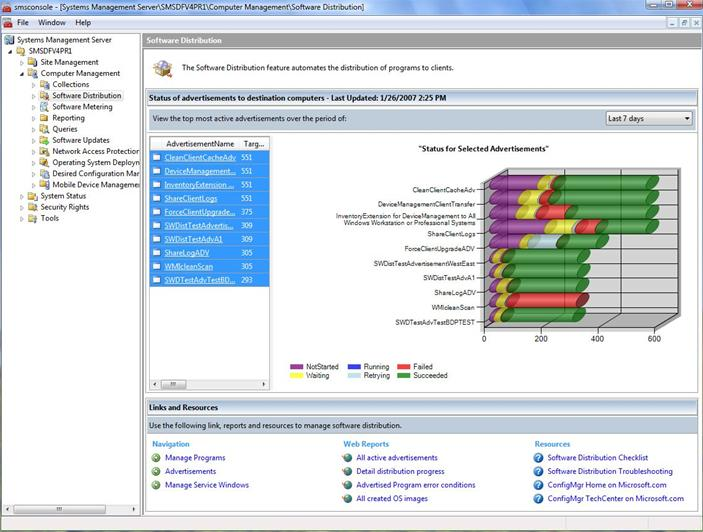 smsconsole - [Systems Management Server\SMSDFV4PR1\Computer Management\Software Distribution]
File Window Help
Systems Management Server
SMSDFV4PR1
Site Management
Computer Management
Collections
Software Distribution
Software Metering
Reporting
Queries
Software Updates
Network Access Protection
Operating System Deploym
Desired Configuration Mar
Mobile Device Manageme
System Status
Security Rights
Tools
Software Distribution
The Software Distribution feature automates the distribution of programs to clients.
Status of advertisements to destination computers - Last Updated: 1/26/2007 2:25 PM
View the top most active advertisements over the period of:
Last 7 days
AdvertisementName Targ...
CleanClientCacheAdv 551
DeviceManagement... 551
InventoryExtension ... 551
ShareClientLogs 551
ForceClientUpgrade... 375
SWDistTestAdvertis... 309
SWDistTestAdvA1 309
ShareLogADV 305
WMIcleanScan 305
SWDTestAdvTestBD... 293
"Status for Selected Advertisements"
CleanClientCacheAdv
DeviceManagementClientTransfer
InventoryExtension for DeviceManagement to All
Windows Workstation or Professional Systems
ShareClientLogs
ForceClientUpgradeADV
SWDistTestAdvertisementWestEast
SWDistTestAdvA1
ShareLogADV
WMIcleanScan
SWDTestAdvTestBDPTEST
0 200 400 600
NotStarted Running Failed
Waiting Retrying Succeeded
Links and Resources
Use the following link, reports and resources to manage software distribution.
Navigation
Manage Programs
Advertisements
Manage Service Windows
Web Reports
All active advertisements
Detail distribution progress
Advertised Program error conditions
All created OS images
Resources
Software Distribution Checklist
Software Distribution Troubleshooting
ConfigMgr Home on Microsoft.com
ConfigMgr TechCenter on Microsoft.com